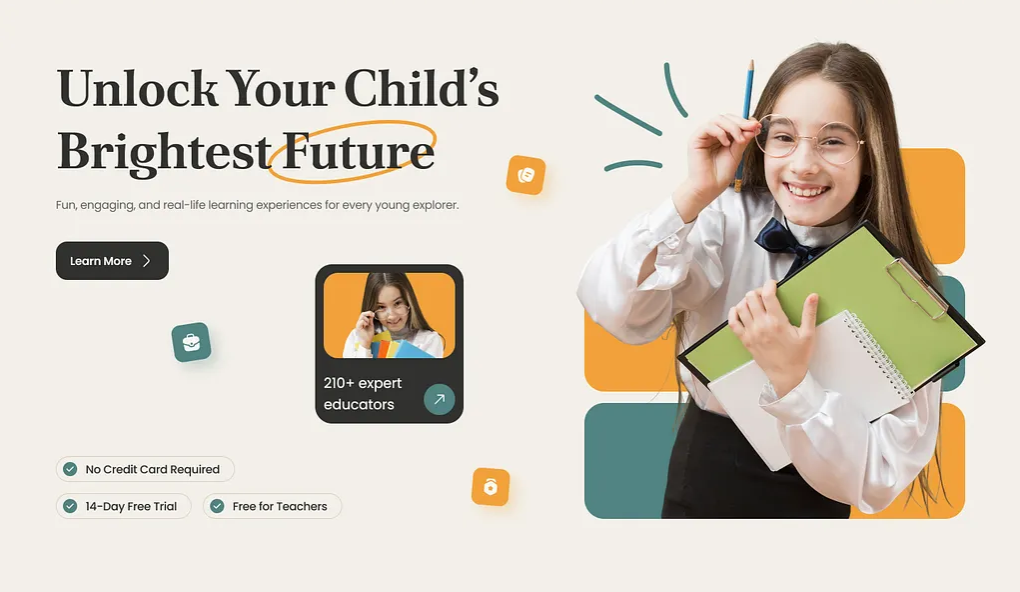 Unlock Your Child’s
Brightest Future
Fun, engaging, and real-life learning experiences for every young explorer.
Learn More
210+ expert
educators
No Credit Card Required
14-Day Free Trial
Free for Teachers